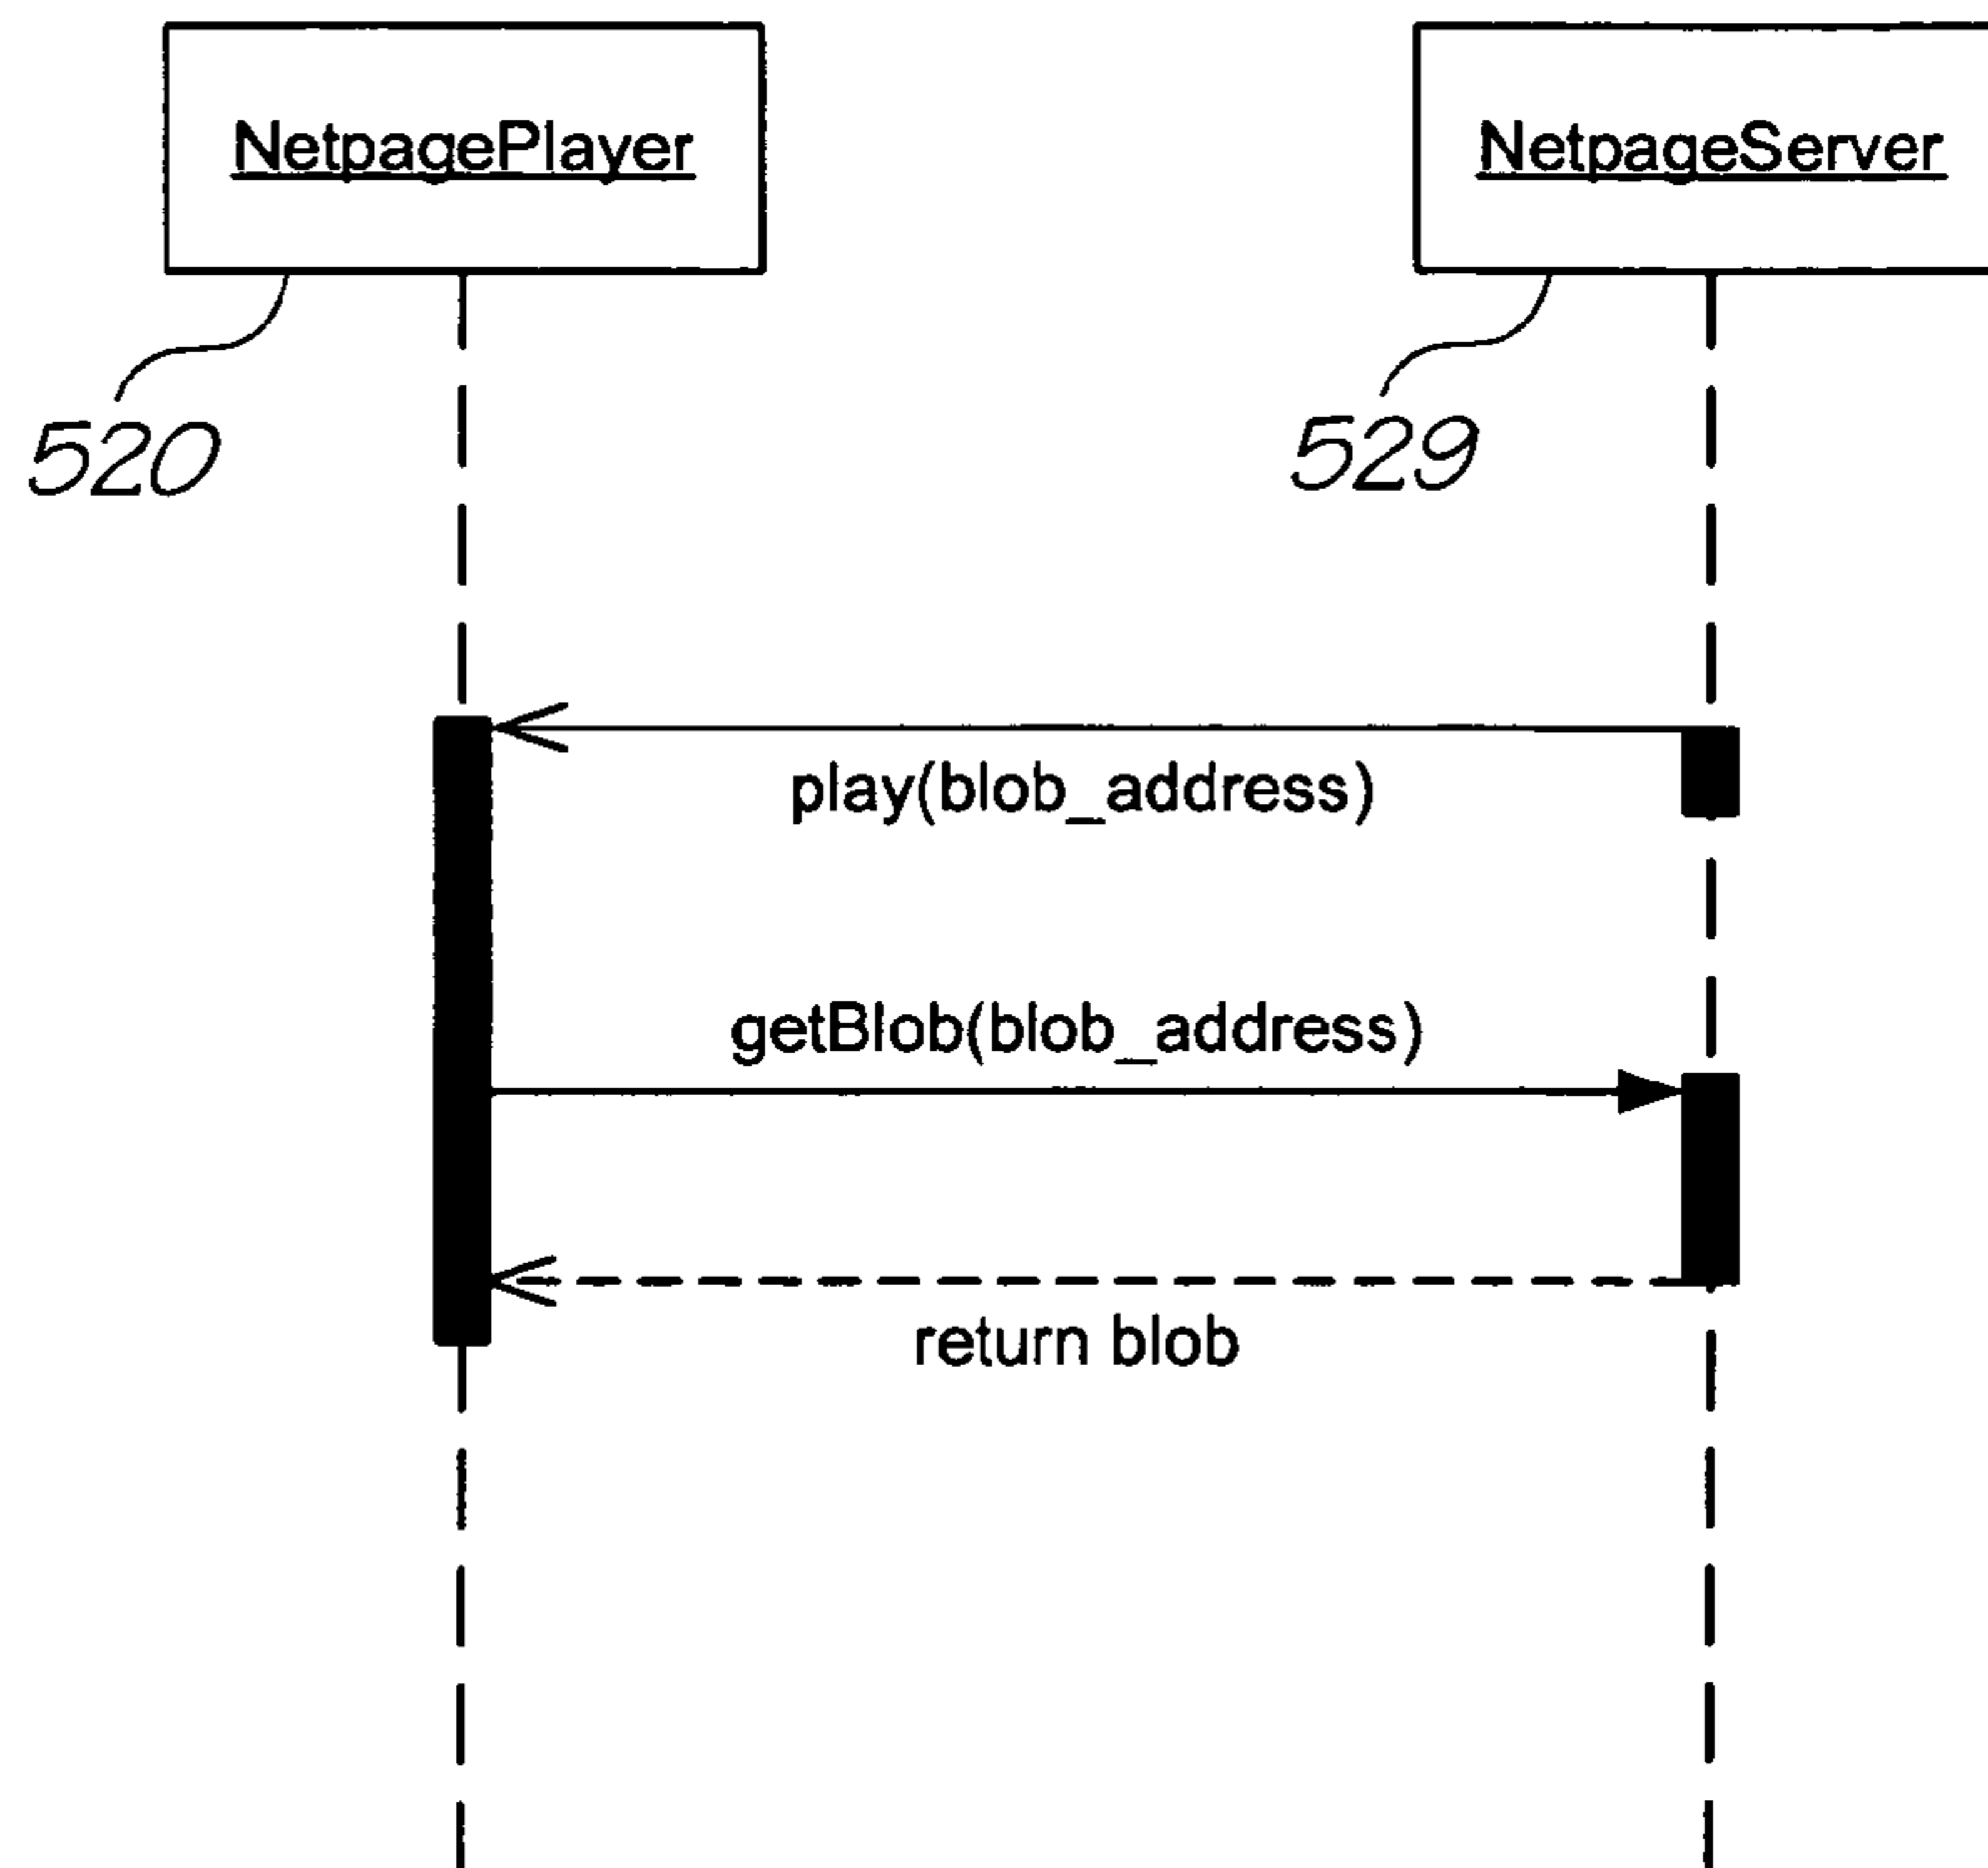 NetpagePlayer
NetpageServer
520
529
play(blob_address)
getBlob(blob_address)
return blob